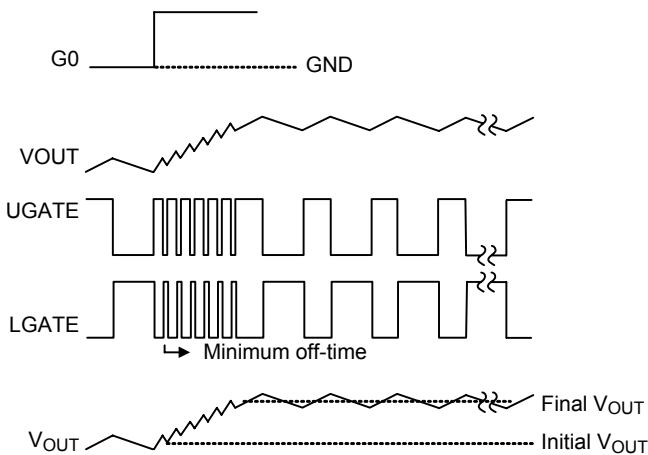 G0
GND
VOUT
UGATE
LGATE
Minimum off-time
Final VOUT
VOUT
Initial VOUT